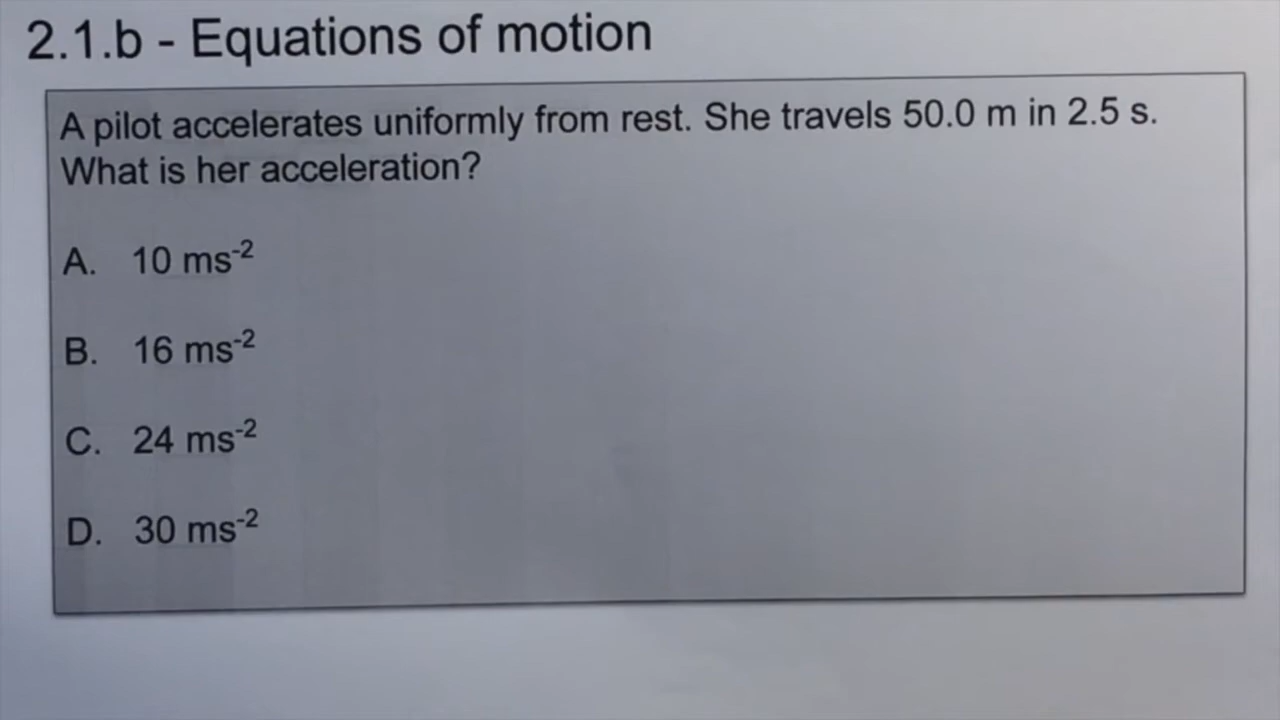 2.1.b - Equations of motion
A pilot accelerates uniformly from rest. She travels 50.0 m in 2.5 s.
What is her acceleration?
A. 10 ms⁻²
B. 16 ms⁻²
C. 24 ms⁻²
D. 30 ms⁻²